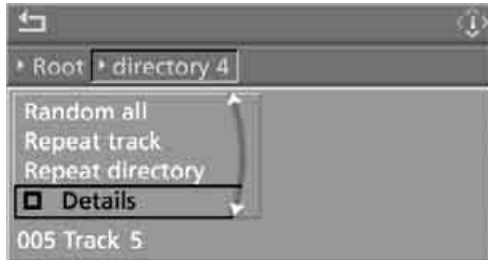 Root directory 4
Random all
Repeat track
Repeat directory
Details
005 Track 5